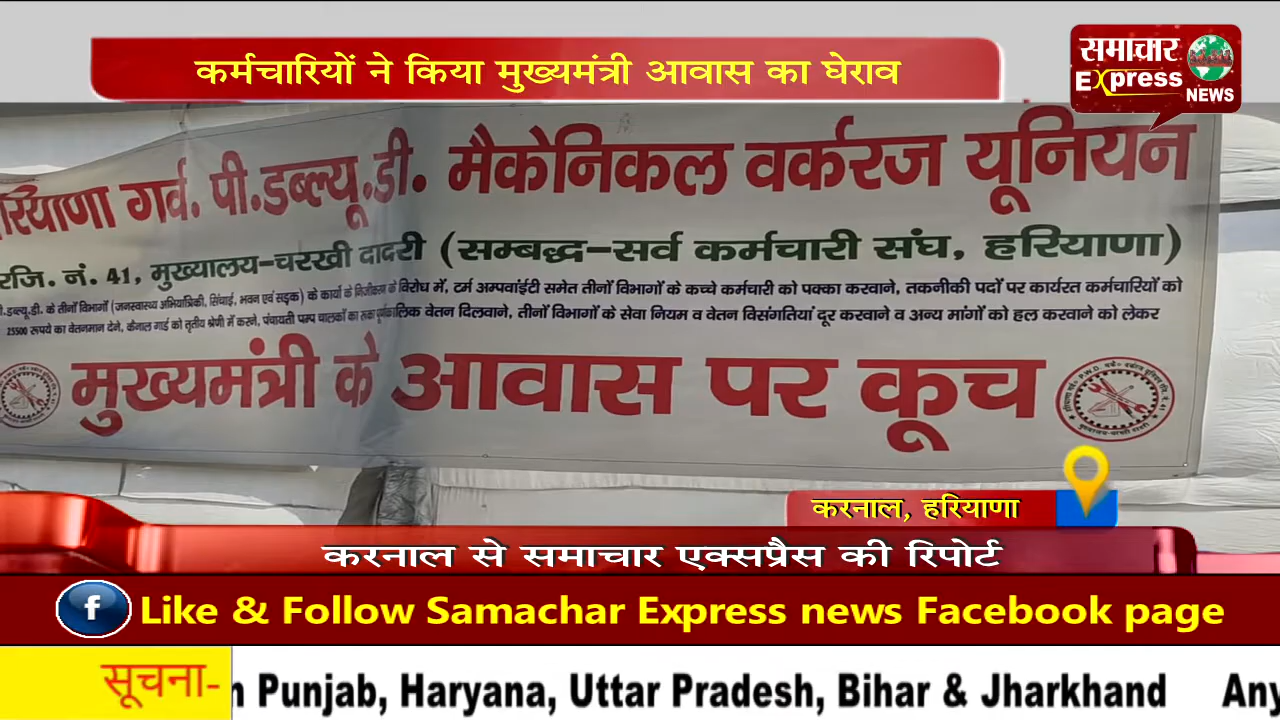 कर्मचारियों ने किया मुख्यमंत्री आवास का घेराव
समाचार
Express
NEWS
गर्व. पी.डब्ल्यू.डी. मैकेनिकल वर्करज यूनियन
रजि. नं. 41, मुख्यालय-चरखी दादरी (सम्बद्ध-सर्व कर्मचारी संघ, हरियाणा)
के तीनों विभागों (जनस्वास्थ्य अभियांत्रिकी, सिंचाई, भवन एवं सड़क) के कार्यों के निजीकरण के विरोध में, टर्म अप्वाईंटी समेत तीनों विभागों के कच्चे कर्मचारी को पक्का करवाने, तकनीकी पदों पर कार्यरत कर्मचारियों को
25500 रूपये का वेतनमान देने, कैनाल गार्ड को तृतीय श्रेणी में करने, पंचायती पम्प चालकों का वेतन दिलवाने, तीनों विभागों के सेवा नियम व वेतन विसंगतियां दूर करवाने व अन्य मांगों को हल करवाने को लेकर
मुख्यमंत्री के आवास पर कूच
करनाल, हरियाणा
करनाल से समाचार एक्सप्रैस की रिपोर्ट
f Like & Follow Samachar Express news Facebook page
सूचना- n Punjab, Haryana, Uttar Pradesh, Bihar & Jharkhand Any